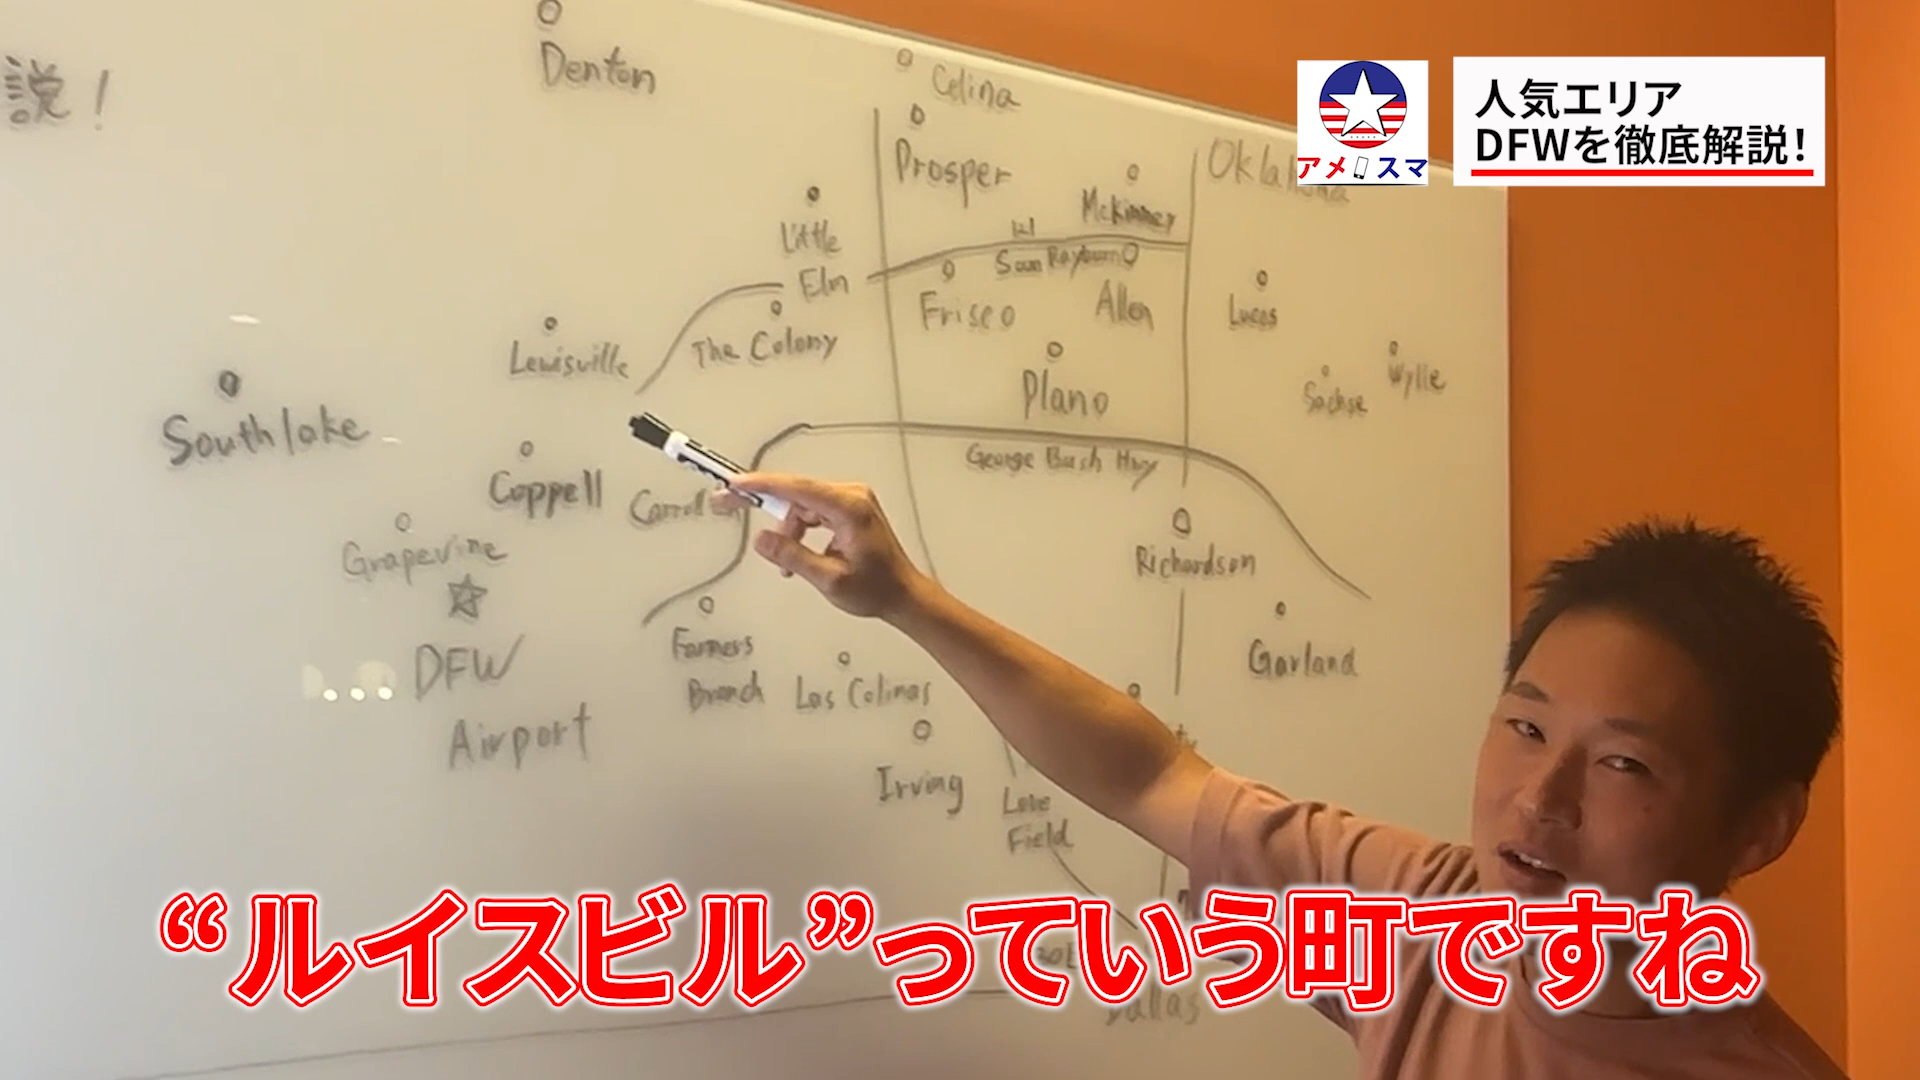 説！
Denton
Celina
Prosper
McKinney
Oklahoma
アメスマ
人気エリア
DFWを徹底解説！
Little
Elm
121
Sam Rayburn
Frisco
Allen
Lucas
Lewisville
The Colony
Plano
Sachse
Wylie
Southlake
George Bush Hwy
Coppell
Grapevine
Richardson
Farmers
Branch
Las Colinas
Garland
DFW
Airport
Irving
Love
Field
“ルイスビル”っていう町ですね
Dallas